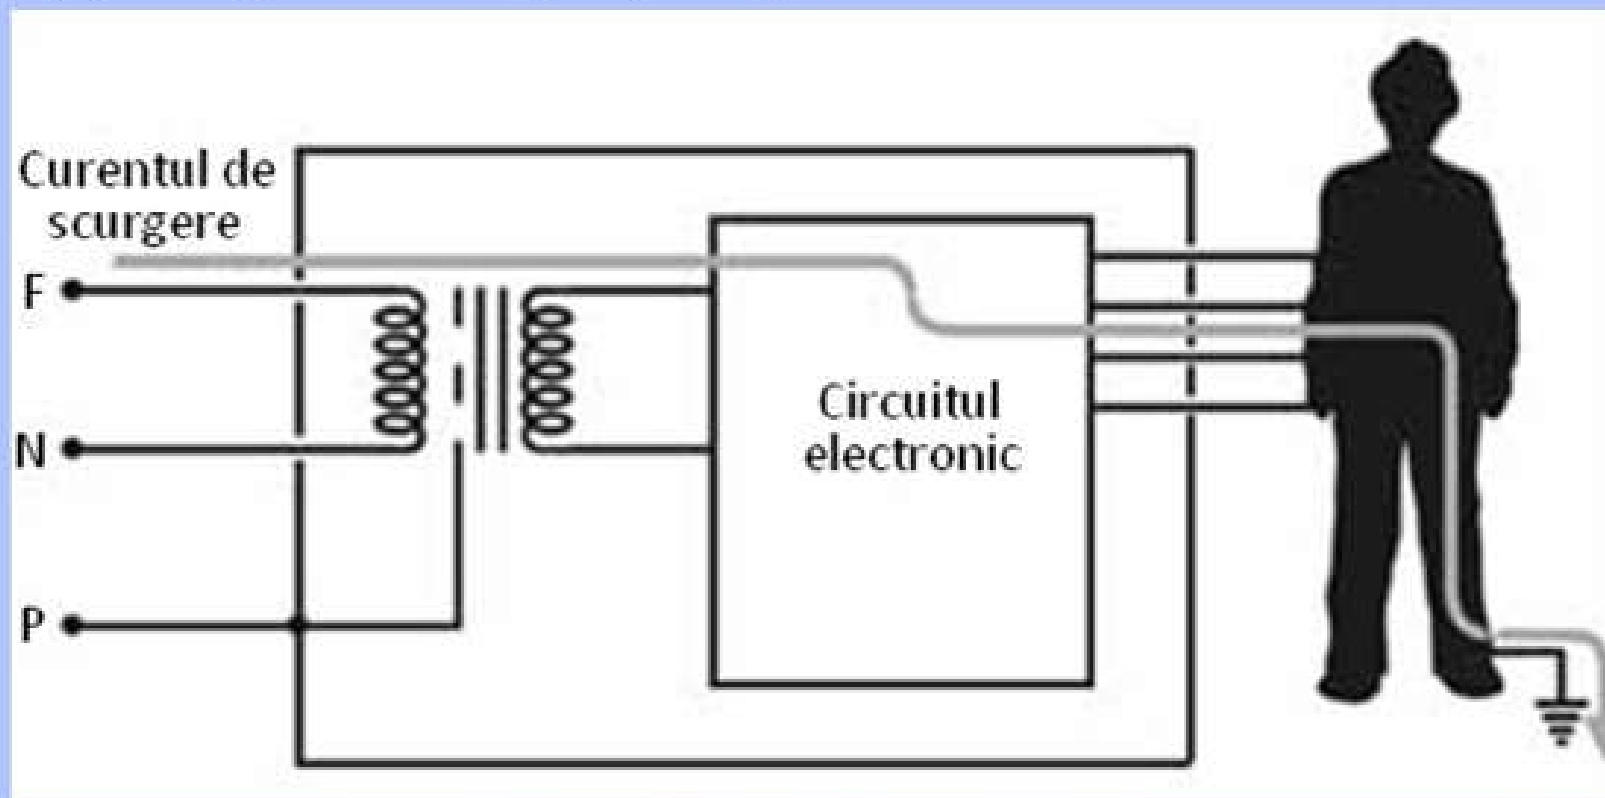 Curentul de
scurgere
F
N
P
Circuitul
electronic